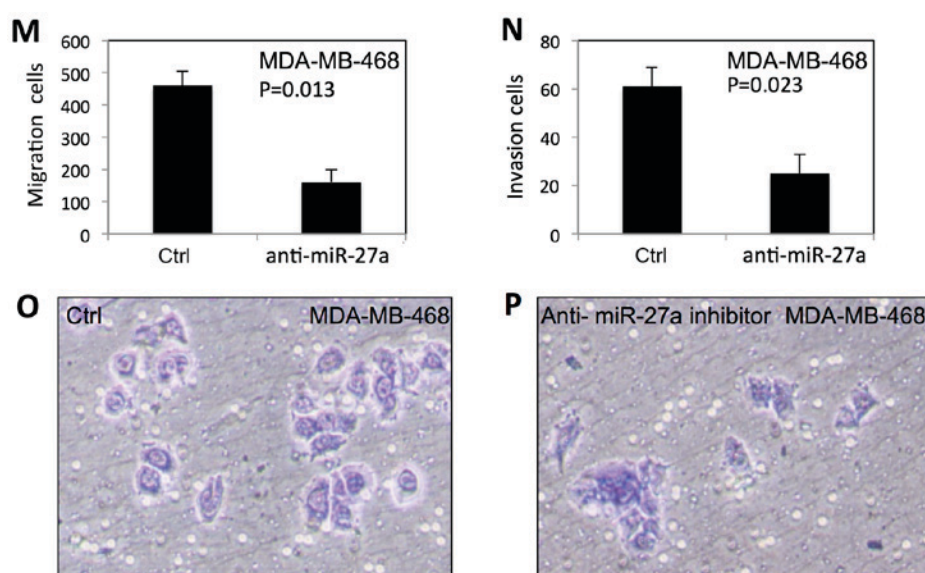 M
Migration cells
600
500
400
300
200
100
0
MDA-MB-468
P=0.013
Ctrl anti-miR-27a
N
Invasion cells
80
60
40
20
0
MDA-MB-468
P=0.023
Ctrl anti-miR-27a
O
Ctrl MDA-MB-468
P
Anti- miR-27a inhibitor MDA-MB-468